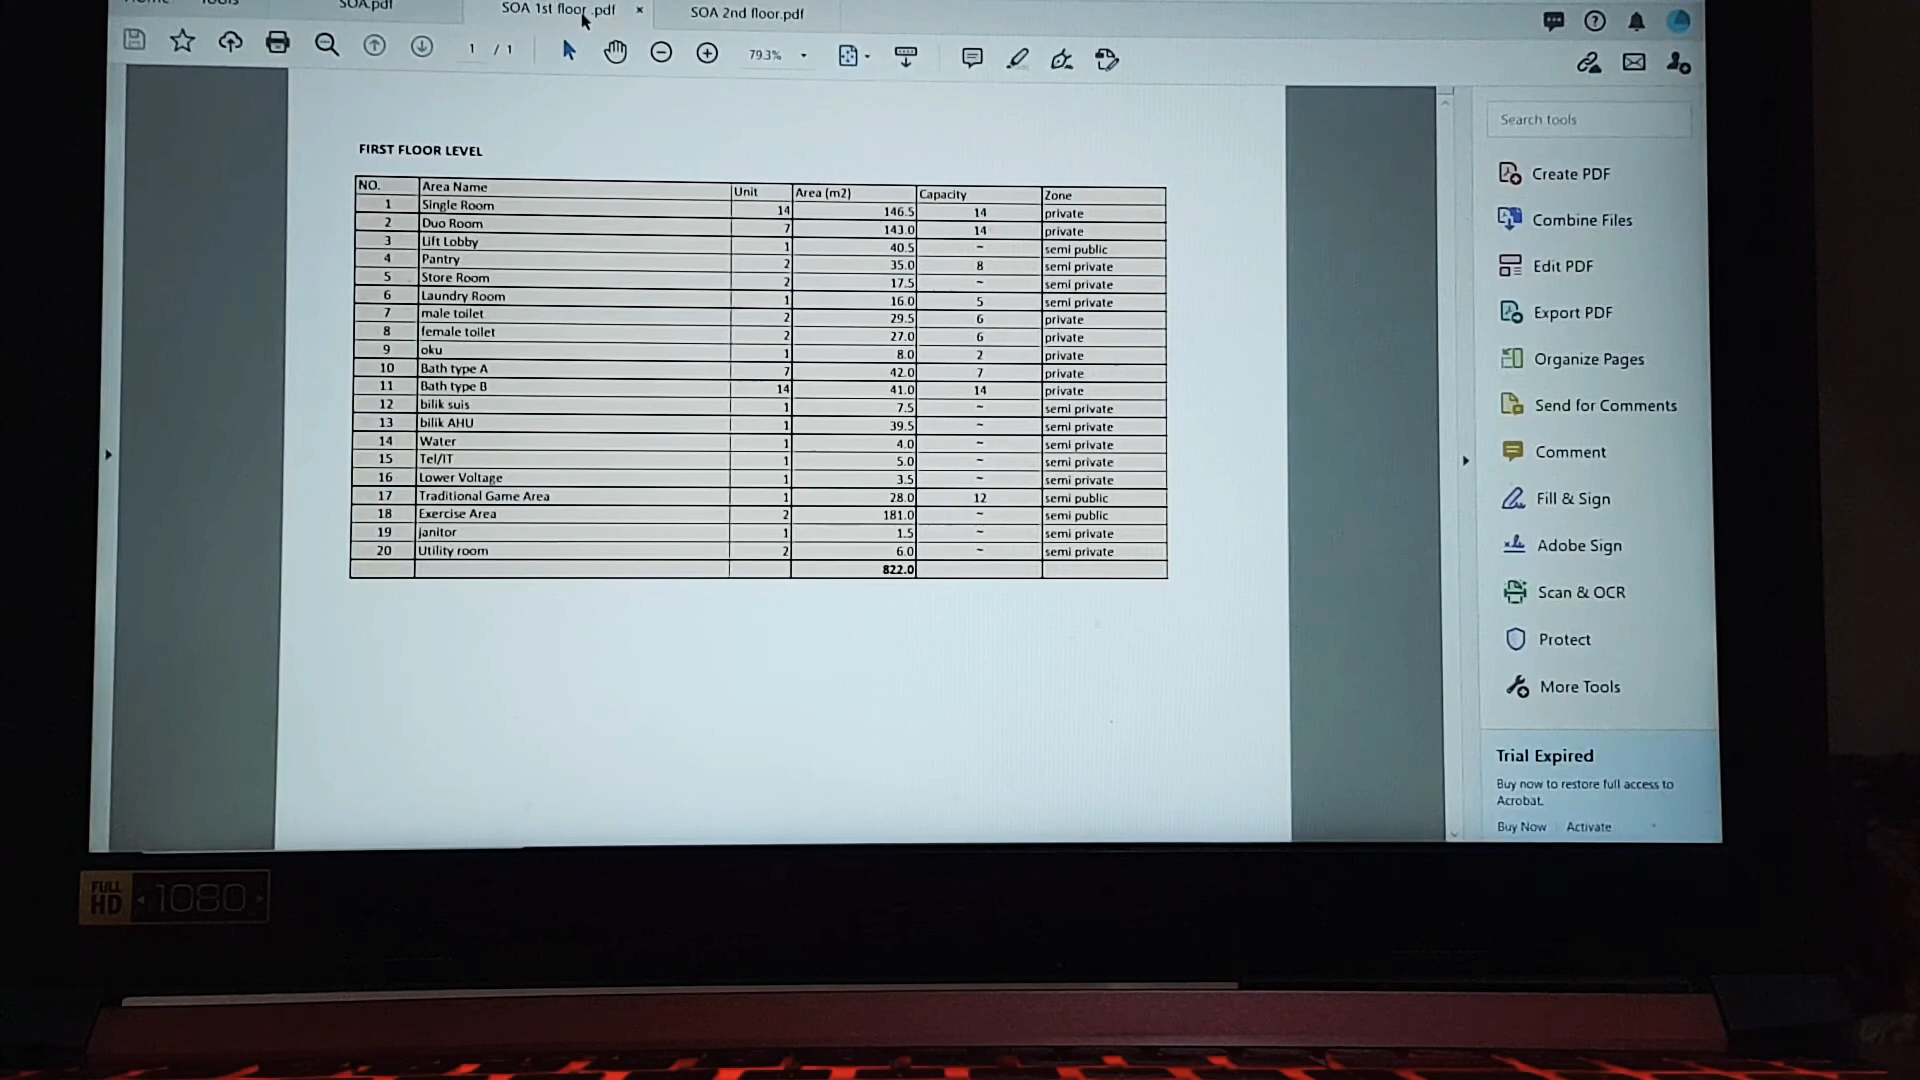 SOA.pdf
SOA 1st floor .pdf × SOA 2nd floor.pdf
1 / 1 79.3%
Search tools
Create PDF
Combine Files
Edit PDF
Export PDF
Organize Pages
Send for Comments
Comment
Fill & Sign
Adobe Sign
Scan & OCR
Protect
More Tools
Trial Expired
Buy now to restore full access to
Acrobat.
Buy Now Activate
FIRST FLOOR LEVEL
NO. Area Name Unit Area (m2) Capacity Zone
1 Single Room 14 146.5 14 private
2 Duo Room 7 143.0 14 private
3 Lift Lobby 1 40.5 ~ semi public
4 Pantry 2 35.0 8 semi private
5 Store Room 2 17.5 ~ semi private
6 Laundry Room 1 16.0 5 semi private
7 male toilet 2 29.5 6 private
8 female toilet 2 27.0 6 private
9 oku 1 8.0 2 private
10 Bath type A 7 42.0 7 private
11 Bath type B 14 41.0 14 private
12 bilik suis 1 7.5 ~ semi private
13 bilik AHU 1 39.5 ~ semi private
14 Water 1 4.0 ~ semi private
15 Tel/IT 1 5.0 ~ semi private
16 Lower Voltage 1 3.5 ~ semi private
17 Traditional Game Area 1 28.0 12 semi public
18 Exercise Area 2 181.0 ~ semi public
19 janitor 1 1.5 ~ semi private
20 Utility room 2 6.0 ~ semi private
822.0
FULL HD 1080